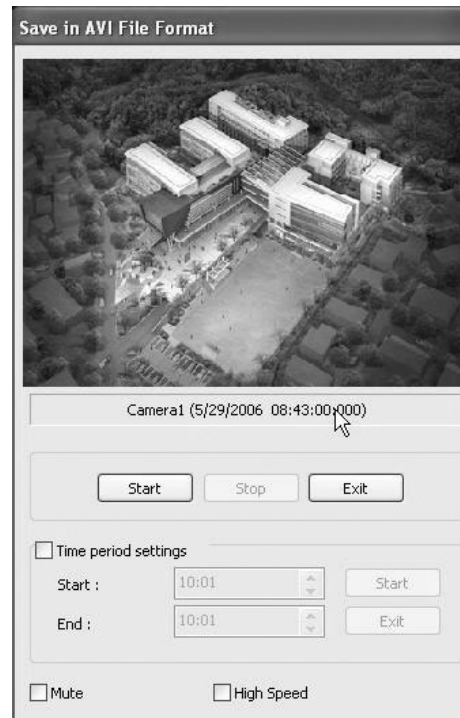 Save in AVI File Format
Camera1 (5/29/2006 08:43:00:000)
Start Stop Exit
Time period settings
Start : 10:01 Start
End : 10:01 Exit
Mute High Speed